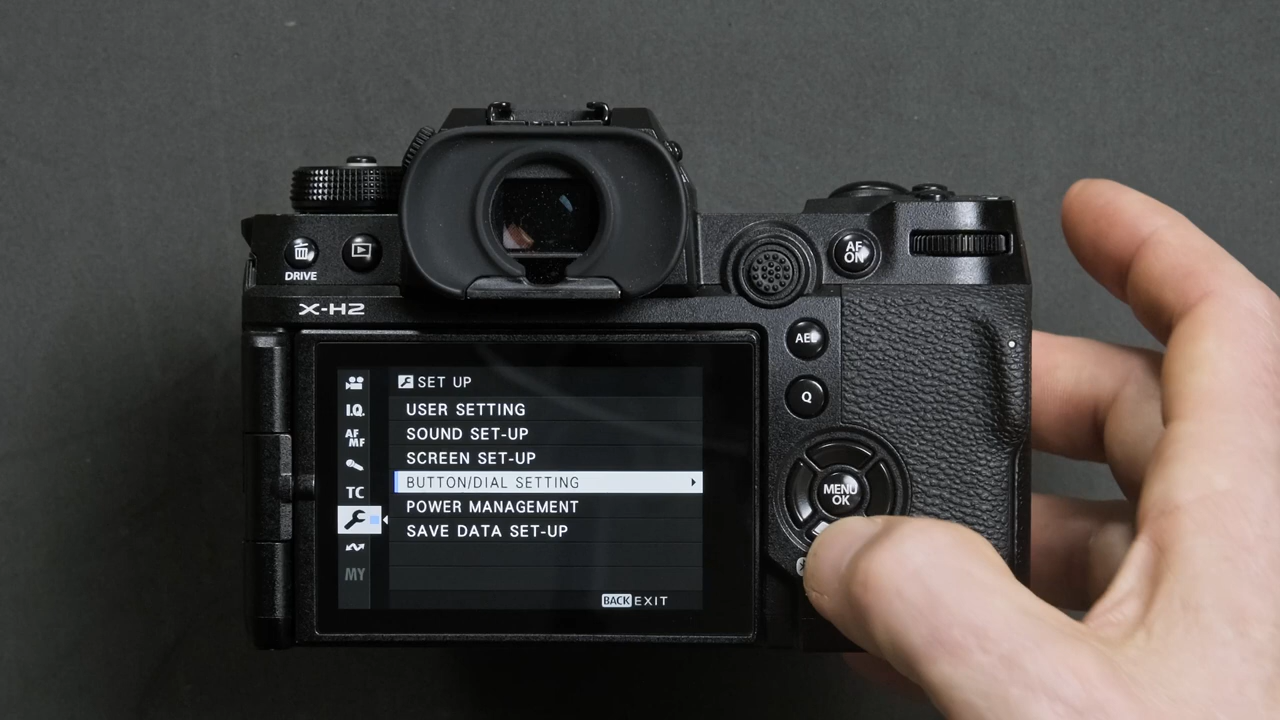 DRIVE
AF
ON
X-H2
AEL
Q
MENU
OK
SET UP
USER SETTING
SOUND SET-UP
SCREEN SET-UP
BUTTON/DIAL SETTING
POWER MANAGEMENT
SAVE DATA SET-UP
BACK EXIT
I.Q.
AF
MF
TC
MY